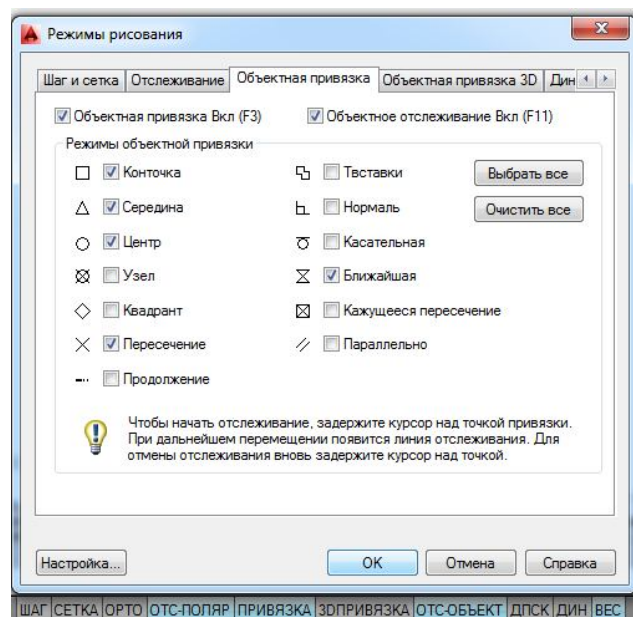 Режимы рисования
Шаг и сетка Отслеживание Объектная привязка Объектная привязка 3D Дин
Объектная привязка Вкл (F3) Объектное отслеживание Вкл (F11)
Режимы объектной привязки
Конточка Твставки Выбрать все
Середина Нормаль Очистить все
Центр Касательная
Узел Ближайшая
Квадрант Кажущееся пересечение
Пересечение Параллельно
Продолжение
Чтобы начать отслеживание, задержите курсор над точкой привязки.
При дальнейшем перемещении появится линия отслеживания. Для
отмены отслеживания вновь задержите курсор над точкой.
Настройка... ОК Отмена Справка
ШАГ СЕТКА ОРТО ОТС-ПОЛЯР ПРИВЯЗКА 3DПРИВЯЗКА ОТС-ОБЪЕКТ ДПСК ДИН ВЕС